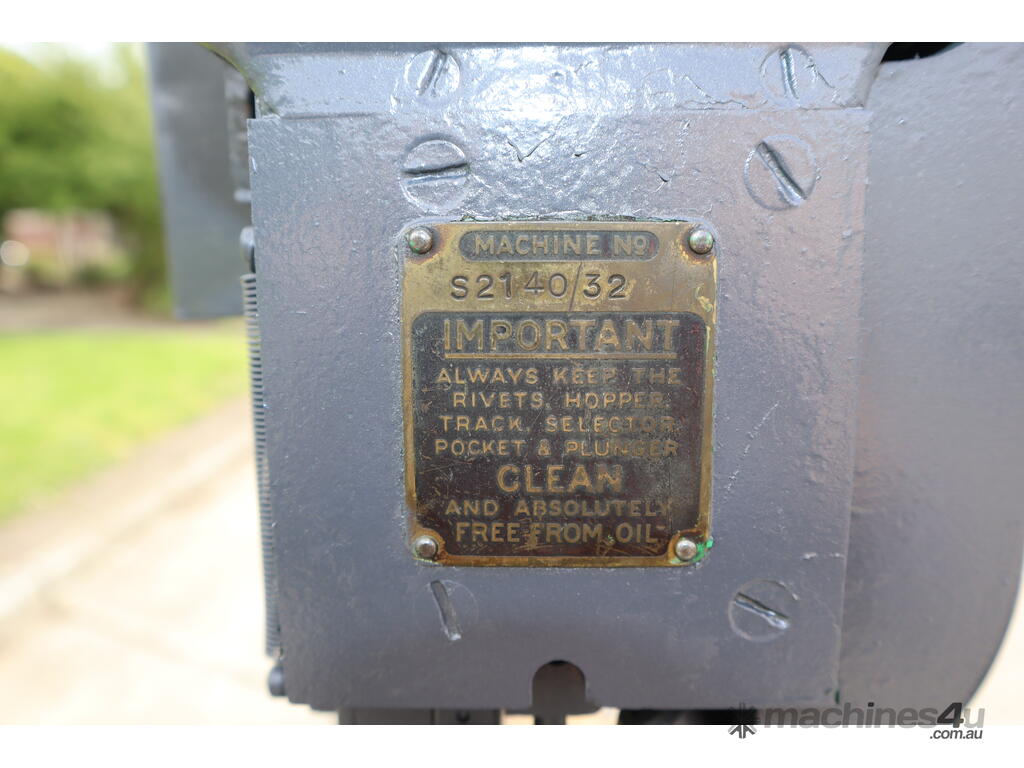 MACHINE No
S2140/32
IMPORTANT
ALWAYS KEEP THE
RIVETS, HOPPER,
TRACK, SELECTOR
POCKET & PLUNGER
CLEAN
AND ABSOLUTELY
FREE FROM OIL
machines4u
.com.au